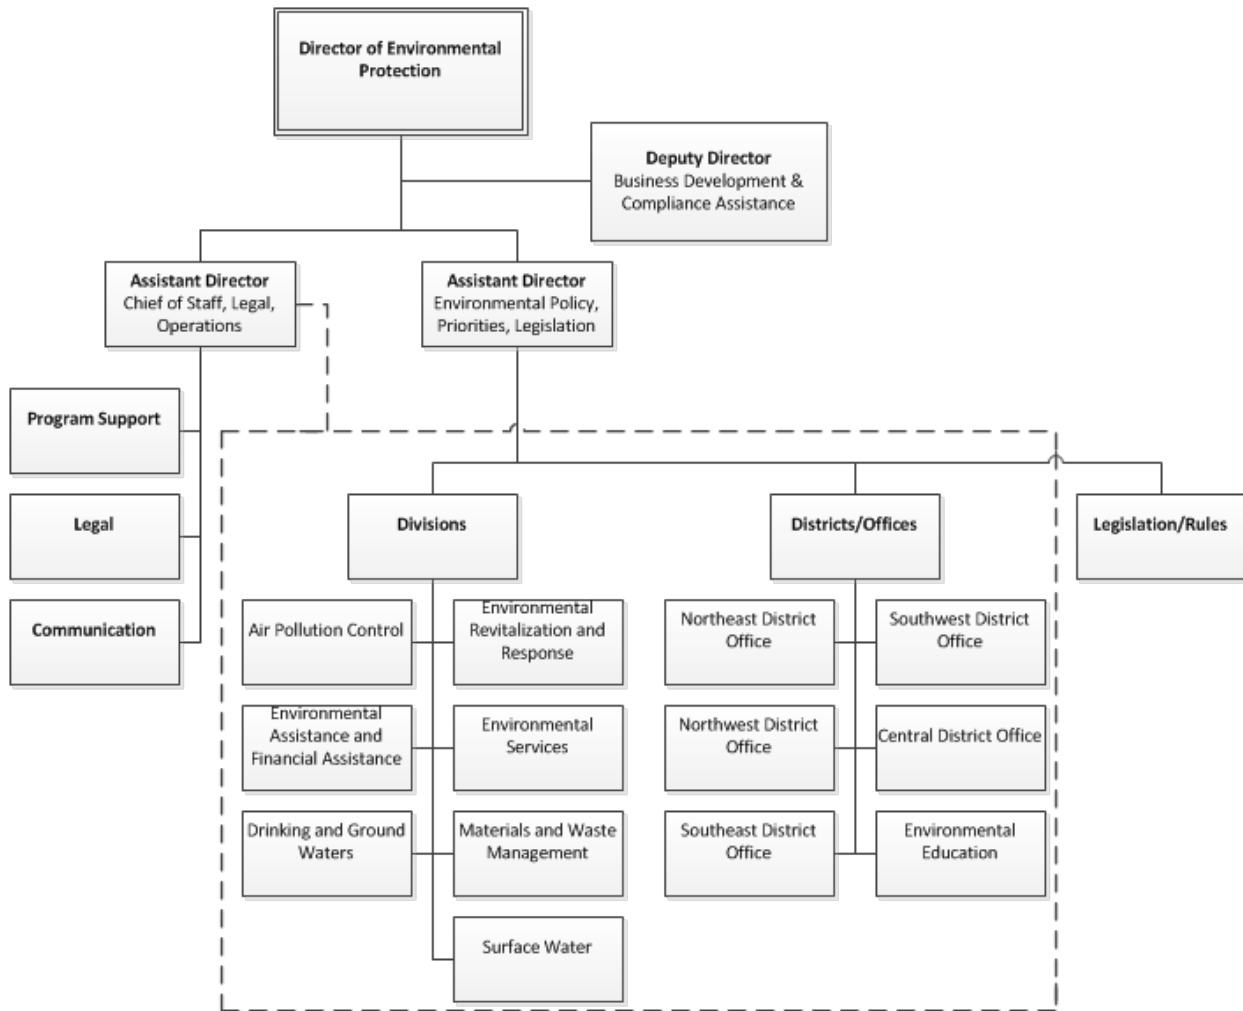 Director of Environmental
Protection
Deputy Director
Business Development &
Compliance Assistance
Assistant Director
Chief of Staff, Legal,
Operations
Assistant Director
Environmental Policy,
Priorities, Legislation
Program Support
Legal
Communication
Divisions
Districts/Offices
Legislation/Rules
Air Pollution Control
Environmental
Revitalization and
Response
Northeast District
Office
Southwest District
Office
Environmental
Assistance and
Financial Assistance
Environmental
Services
Northwest District
Office
Central District Office
Drinking and Ground
Waters
Materials and Waste
Management
Southeast District
Office
Environmental
Education
Surface Water